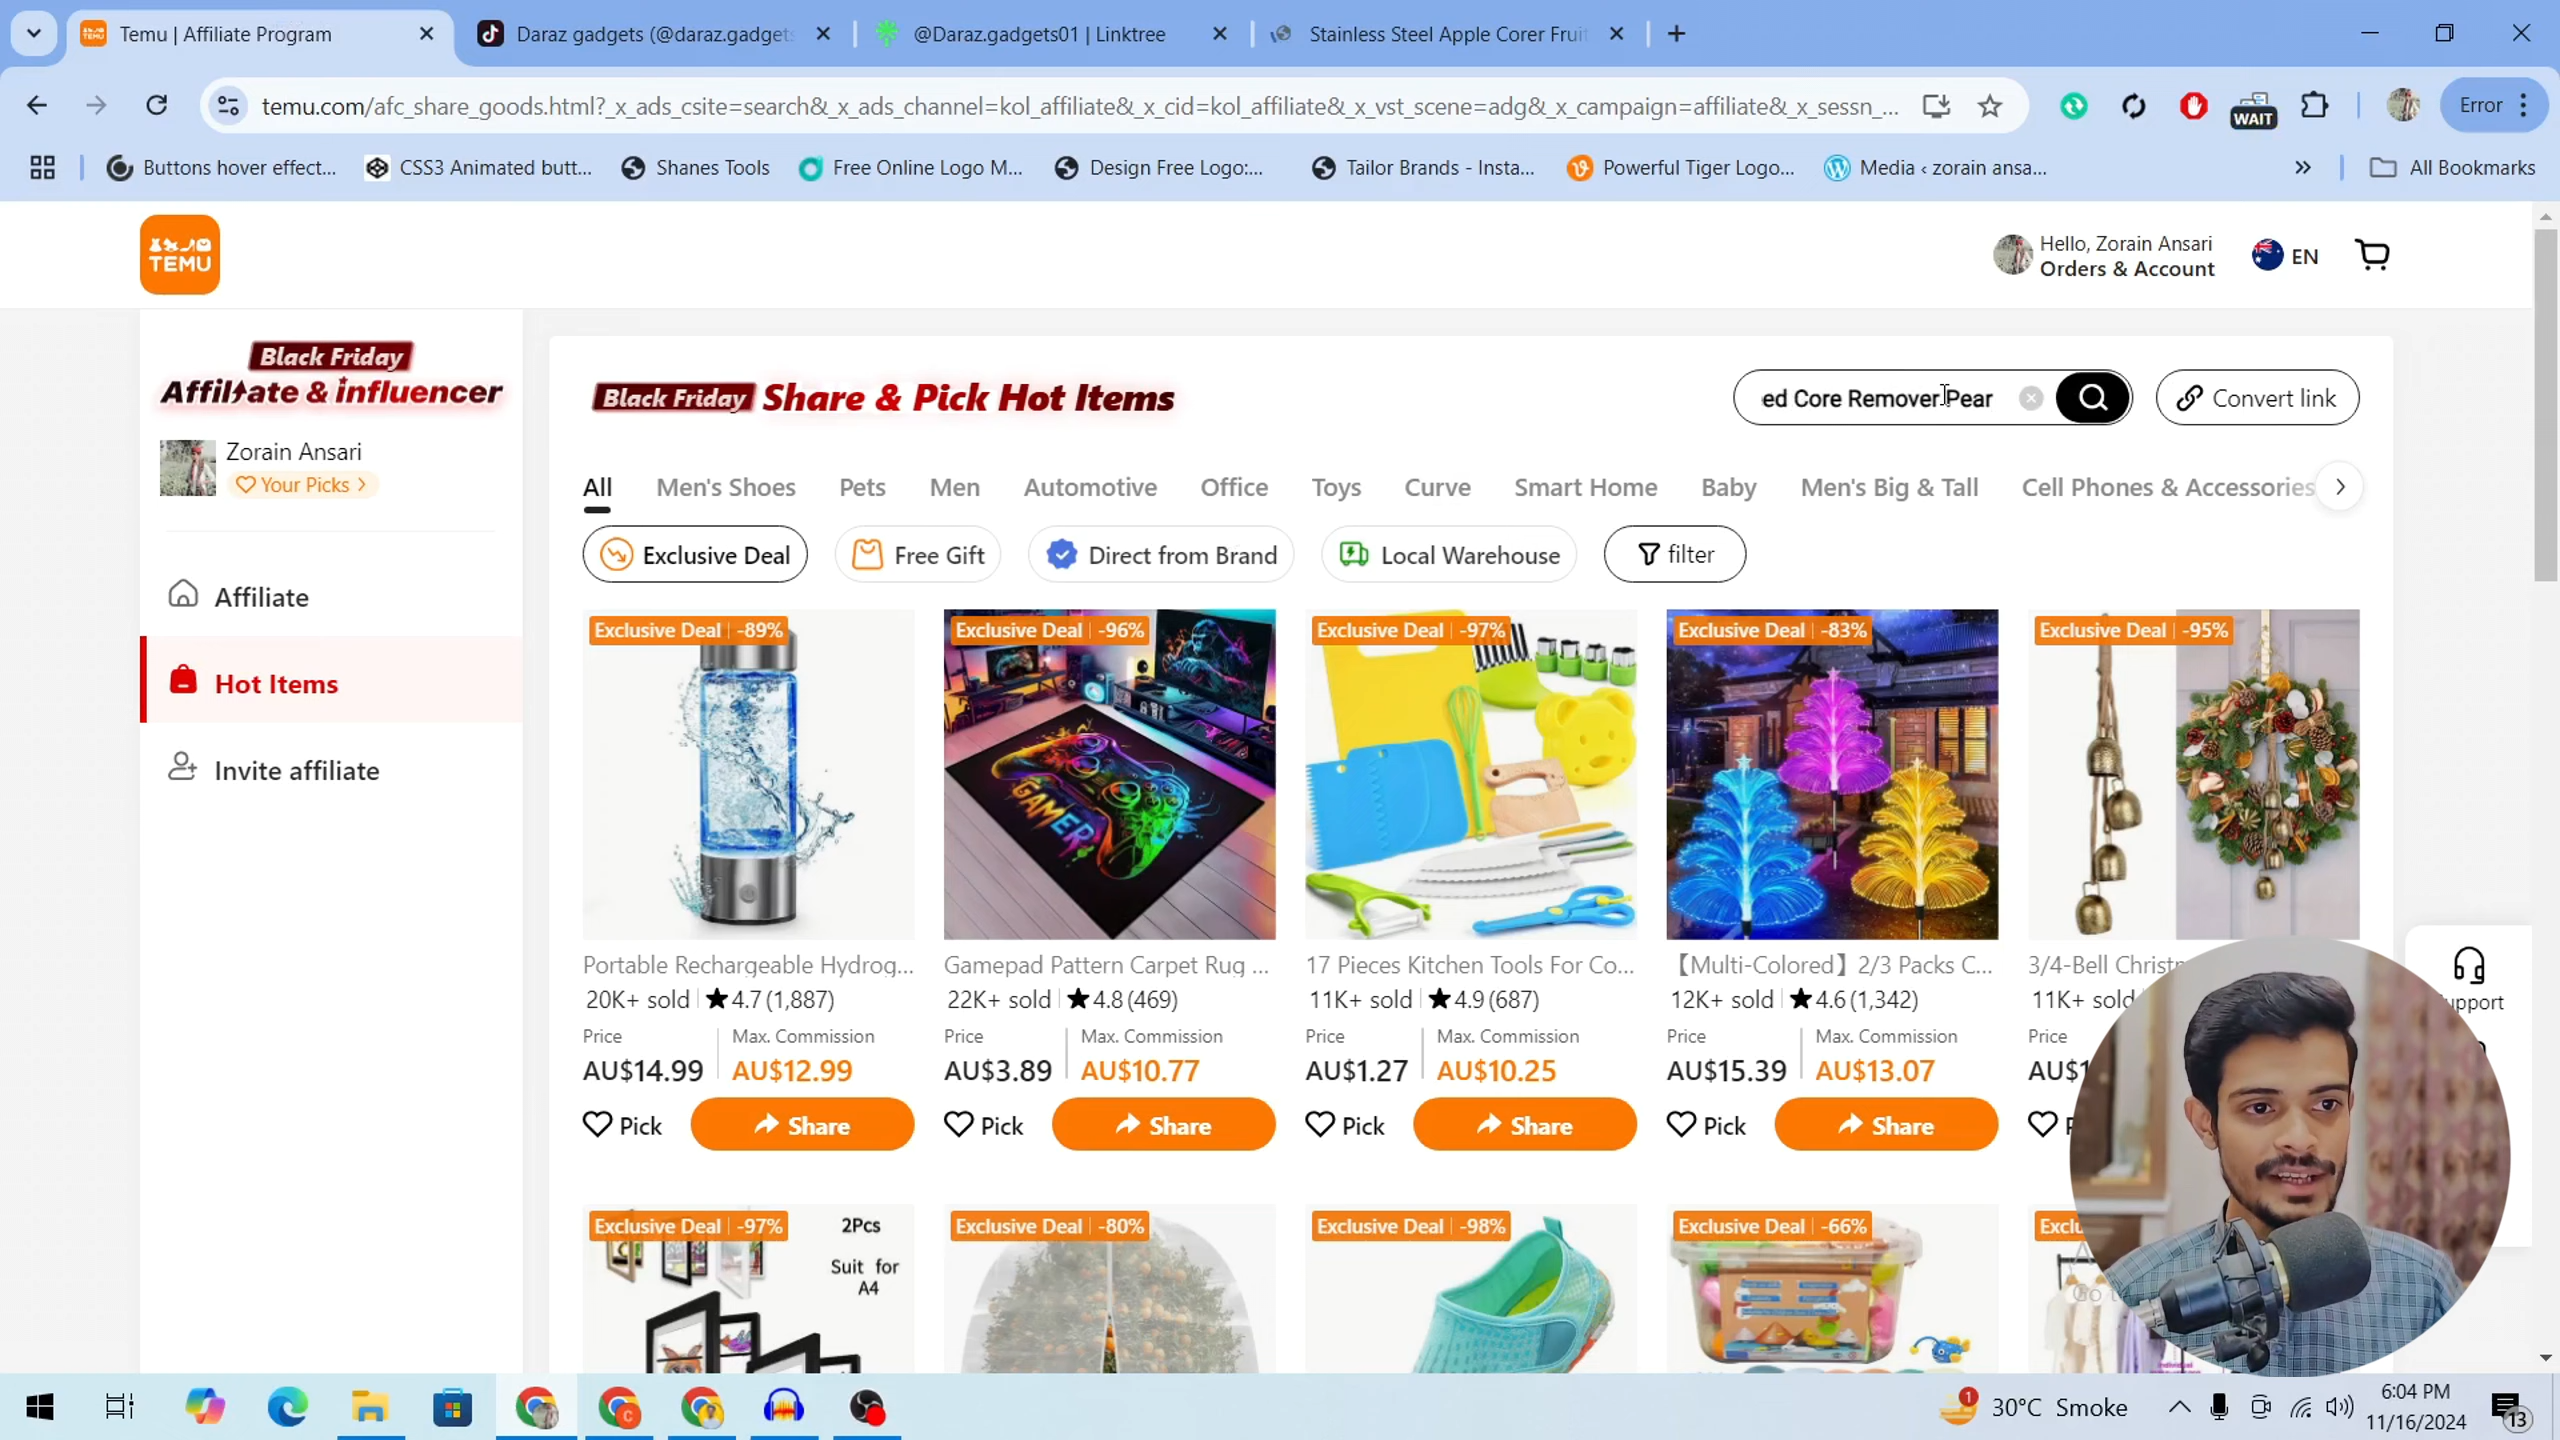 Temu | Affiliate Program
Daraz gadgets (@daraz.gadgets
@Daraz.gadgets01 | Linktree
Stainless Steel Apple Corer Fruit
temu.com/afc_share_goods.html?_x_ads_csite=search&_x_ads_channel=kol_affiliate&_x_cid=kol_affiliate&_x_vst_scene=adg&_x_campaign=affiliate&_x_sessn_...
WAIT
Error
Buttons hover effect...
CSS3 Animated butt...
Shanes Tools
Free Online Logo M...
Design Free Logo:...
Tailor Brands - Insta...
Powerful Tiger Logo...
Media ‹ zorain ansa...
All Bookmarks
TEMU
Hello, Zorain Ansari
Orders & Account
EN
Black Friday
Affiliate & influencer
Zorain Ansari
Your Picks
Affiliate
Hot Items
Invite affiliate
Black Friday Share & Pick Hot Items
ed Core Remover Pear
Convert link
All Men's Shoes Pets Men Automotive Office Toys Curve Smart Home Baby Men's Big & Tall Cell Phones & Accessories
Exclusive Deal Free Gift Direct from Brand Local Warehouse filter
Exclusive Deal | -89%
Exclusive Deal | -96%
Exclusive Deal | -97%
Exclusive Deal | -83%
Exclusive Deal | -95%
GAMER
Portable Rechargeable Hydrog...
20K+ sold 4.7 (1,887)
Price Max. Commission
AU$14.99 AU$12.99
Pick Share
Gamepad Pattern Carpet Rug ...
22K+ sold 4.8 (469)
Price Max. Commission
AU$3.89 AU$10.77
Pick Share
17 Pieces Kitchen Tools For Co...
11K+ sold 4.9 (687)
Price Max. Commission
AU$1.27 AU$10.25
Pick Share
【Multi-Colored】2/3 Packs C...
12K+ sold 4.6 (1,342)
Price Max. Commission
AU$15.39 AU$13.07
Pick Share
3/4-Bell Christ
11K+ sold
Price
AU$1
Exclusive Deal | -97%
2Pcs
Suit for
A4
Exclusive Deal | -80%
Exclusive Deal | -98%
Exclusive Deal | -66%
Exclu
upport
30°C Smoke
6:04 PM
11/16/2024
13